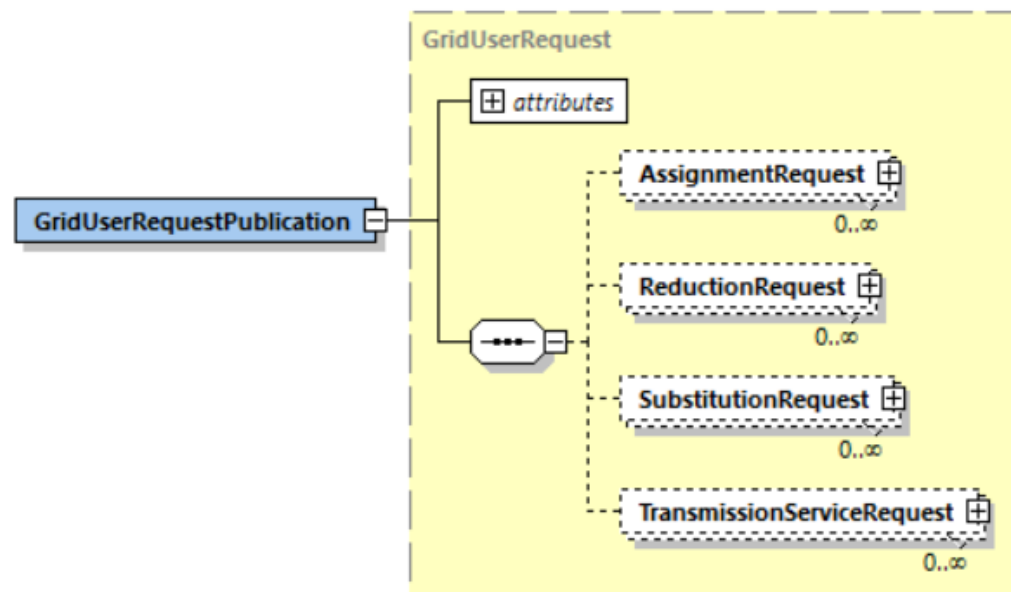 GridUserRequest
attributes
AssignmentRequest
0..∞
GridUserRequestPublication
ReductionRequest
0..∞
SubstitutionRequest
0..∞
TransmissionServiceRequest
0..∞